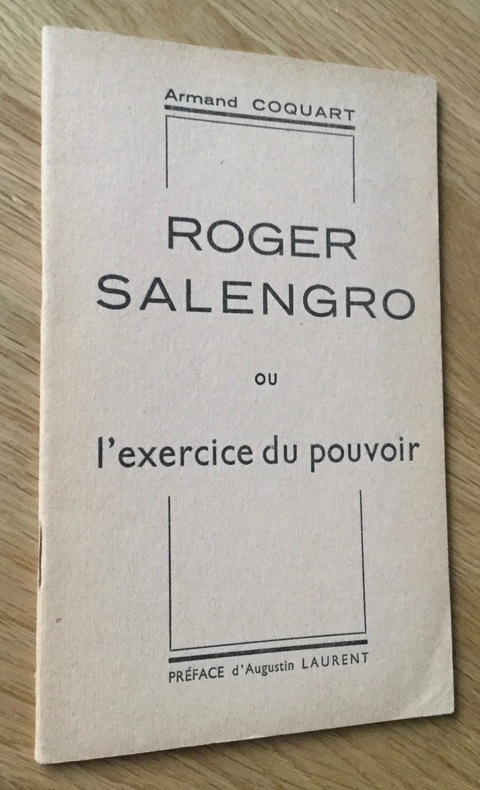 Armand COQUART
ROGER
SALENGRO
OU
l'exercice du pouvoir
PRÉFACE d'Augustin LAURENT